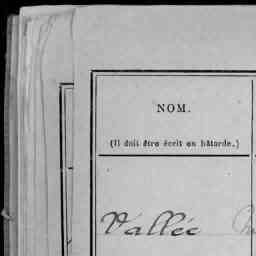 NOM.
(Il doit être écrit en bâtarde.)
Vallée